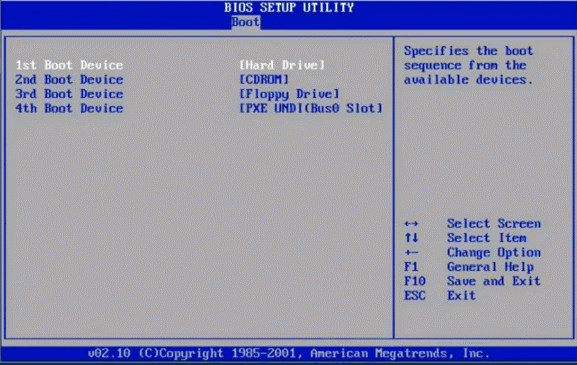 BIOS SETUP UTILITY
Boot
1st Boot Device [Hard Drive]
2nd Boot Device [CDROM]
3rd Boot Device [Floppy Drive]
4th Boot Device [PXE UNDI(Bus0 Slot]
Specifies the boot
sequence from the
available devices.
↔ Select Screen
↑↓ Select Item
+- Change Option
F1 General Help
F10 Save and Exit
ESC Exit
v02.10 (C)Copyright 1985-2001, American Megatrends, Inc.